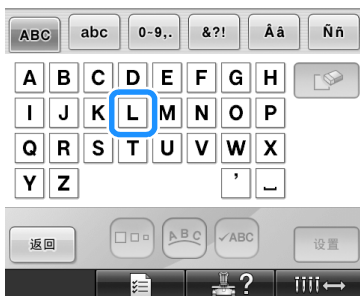 ABC abc 0~9,. &?! Ââ Ññ
A B C D E F G H
I J K L M N O P
Q R S T U V W X
Y Z ’ ⎵
返回 ABC ✓ABC 设置
?